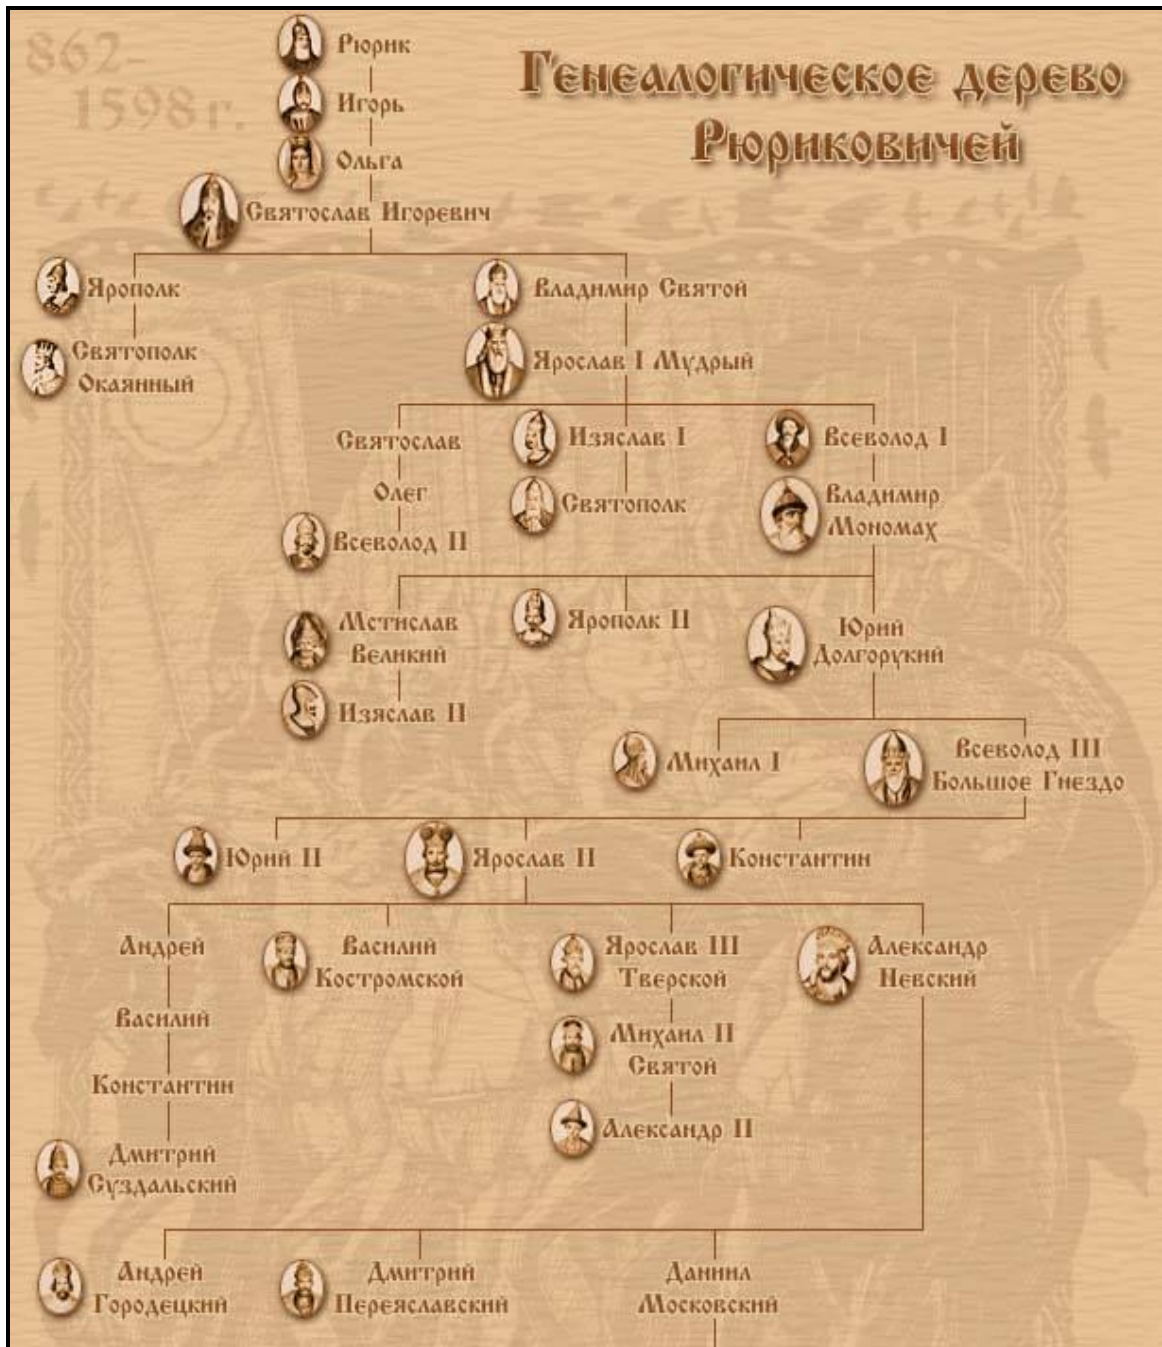 862-
1598 г.
Генеалогическое дерево
Рюриковичей
Рюрик
Игорь
Ольга
Святослав Игоревич
Ярополк
Владимир Святой
Святополк
Окаянный
Ярослав I Мудрый
Святослав
Изяслав I
Всеволод I
Олег
Святополк
Владимир
Мономах
Всеволод II
Мстислав
Великий
Ярополк II
Юрий
Долгорукий
Изяслав II
Михаил I
Всеволод III
Большое Гнездо
Юрий II
Ярослав II
Константин
Андрей
Василий
Костромской
Ярослав III
Тверской
Александр
Невский
Василий
Михаил II
Святой
Константин
Александр II
Дмитрий
Суздальский
Андрей
Городецкий
Дмитрий
Переяславский
Даниил
Московский